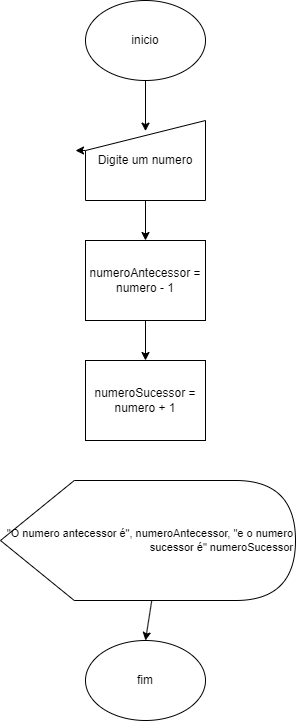 inicio
Digite um numero
numeroAntecessor =
numero - 1
numeroSucessor =
numero + 1
"O numero antecessor é", numeroAntecessor, "e o numero
sucessor é" numeroSucessor
fim